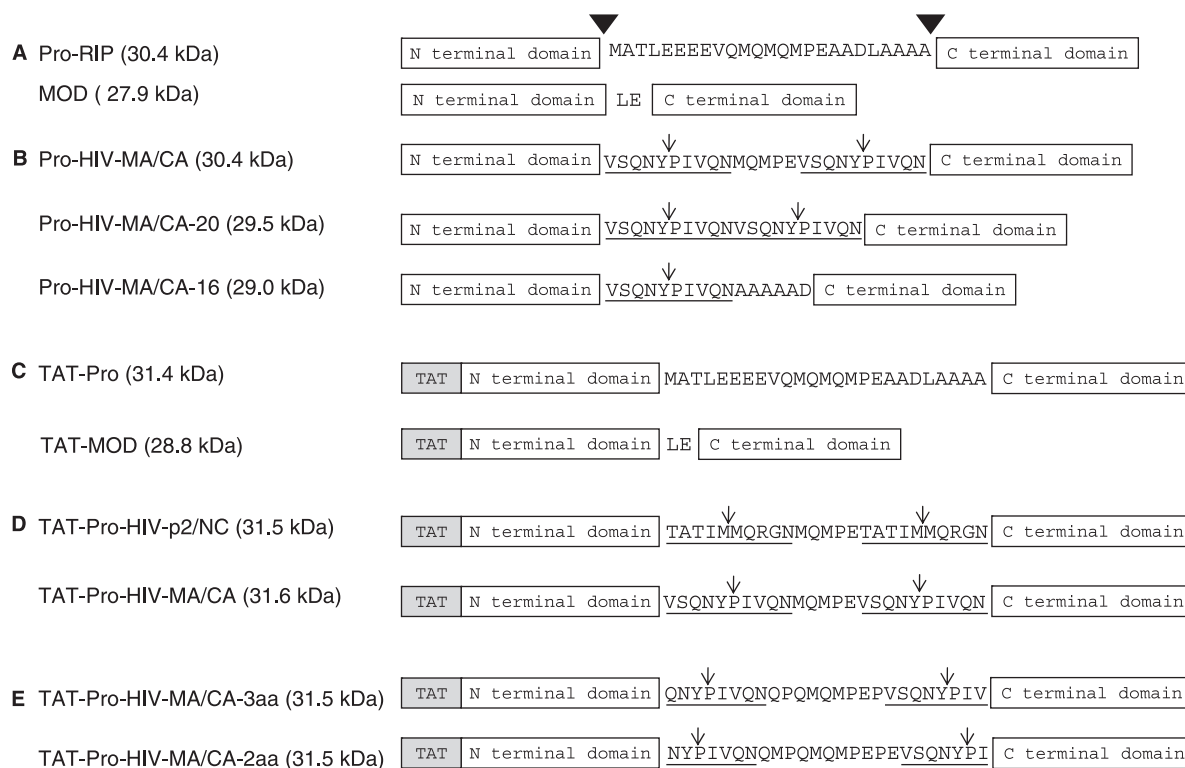 A Pro-RIP (30.4 kDa) N terminal domain MATLEEEEVQMQMQMPEAADLAAAA C terminal domain
MOD ( 27.9 kDa) N terminal domain LE C terminal domain
B Pro-HIV-MA/CA (30.4 kDa) N terminal domain VSQNYPIVQNMQMPEVSQNYPIVQN C terminal domain
Pro-HIV-MA/CA-20 (29.5 kDa) N terminal domain VSQNYPIVQNVSQNYPIVQN C terminal domain
Pro-HIV-MA/CA-16 (29.0 kDa) N terminal domain VSQNYPIVQNAAAAAD C terminal domain
C TAT-Pro (31.4 kDa) TAT N terminal domain MATLEEEEVQMQMQMPEAADLAAAA C terminal domain
TAT-MOD (28.8 kDa) TAT N terminal domain LE C terminal domain
D TAT-Pro-HIV-p2/NC (31.5 kDa) TAT N terminal domain TATIMMQRGNMQMPETATIMMQRGN C terminal domain
TAT-Pro-HIV-MA/CA (31.6 kDa) TAT N terminal domain VSQNYPIVQNMQMPEVSQNYPIVQN C terminal domain
E TAT-Pro-HIV-MA/CA-3aa (31.5 kDa) TAT N terminal domain QNYPIVQNQPQMQMPEPVSQNYPIV C terminal domain
TAT-Pro-HIV-MA/CA-2aa (31.5 kDa) TAT N terminal domain NYPIVQNQMPQMQMPEPEVSQNYPI C terminal domain